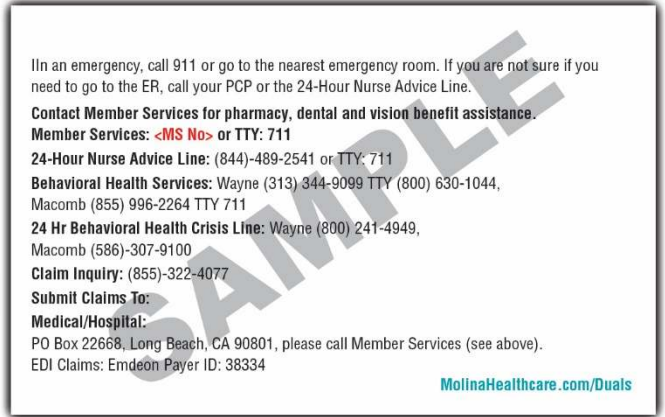 IIn an emergency, call 911 or go to the nearest emergency room. If you are not sure if you
need to go to the ER, call your PCP or the 24-Hour Nurse Advice Line.
Contact Member Services for pharmacy, dental and vision benefit assistance.
Member Services: <MS No> or TTY: 711
24-Hour Nurse Advice Line: (844)-489-2541 or TTY: 711
Behavioral Health Services: Wayne (313) 344-9099 TTY (800) 630-1044,
Macomb (855) 996-2264 TTY 711
24 Hr Behavioral Health Crisis Line: Wayne (800) 241-4949,
Macomb (586)-307-9100
Claim Inquiry: (855)-322-4077
Submit Claims To:
Medical/Hospital:
PO Box 22668, Long Beach, CA 90801, please call Member Services (see above).
EDI Claims: Emdeon Payer ID: 38334
MolinaHealthcare.com/Duals
SAMPLE